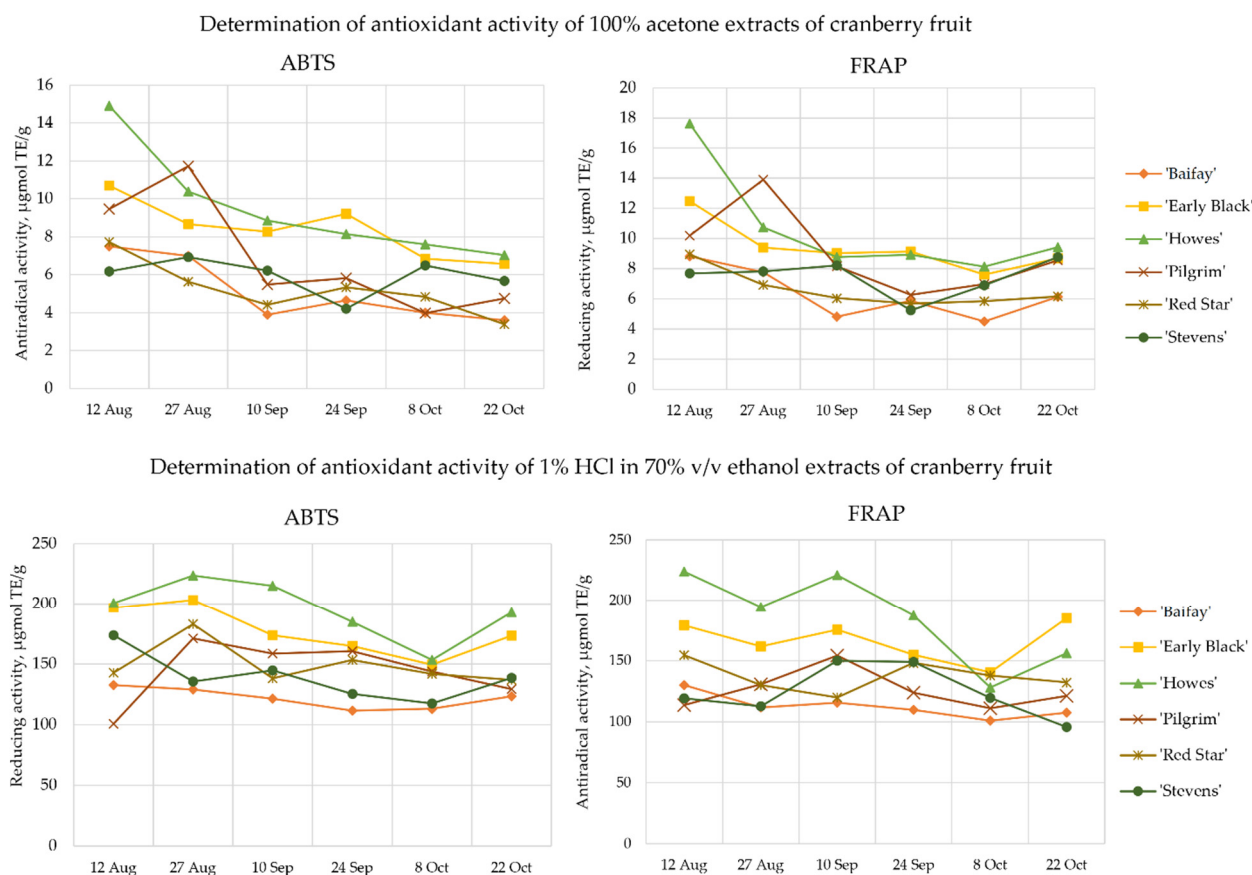 Determination of antioxidant activity of 100% acetone extracts of cranberry fruit
ABTS
Antiradical activity, µgmol TE/g
16
14
12
10
8
6
4
2
0
12 Aug 27 Aug 10 Sep 24 Sep 8 Oct 22 Oct
FRAP
Reducing activity, µgmol TE/g
20
18
16
14
12
10
8
6
4
2
0
12 Aug 27 Aug 10 Sep 24 Sep 8 Oct 22 Oct
'Baifay'
'Early Black'
'Howes'
'Pilgrim'
'Red Star'
'Stevens'
Determination of antioxidant activity of 1% HCl in 70% v/v ethanol extracts of cranberry fruit
ABTS
Reducing activity, µgmol TE/g
250
200
150
100
50
0
12 Aug 27 Aug 10 Sep 24 Sep 8 Oct 22 Oct
FRAP
Antiradical activity, µgmol TE/g
250
200
150
100
50
0
12 Aug 27 Aug 10 Sep 24 Sep 8 Oct 22 Oct
'Baifay'
'Early Black'
'Howes'
'Pilgrim'
'Red Star'
'Stevens'